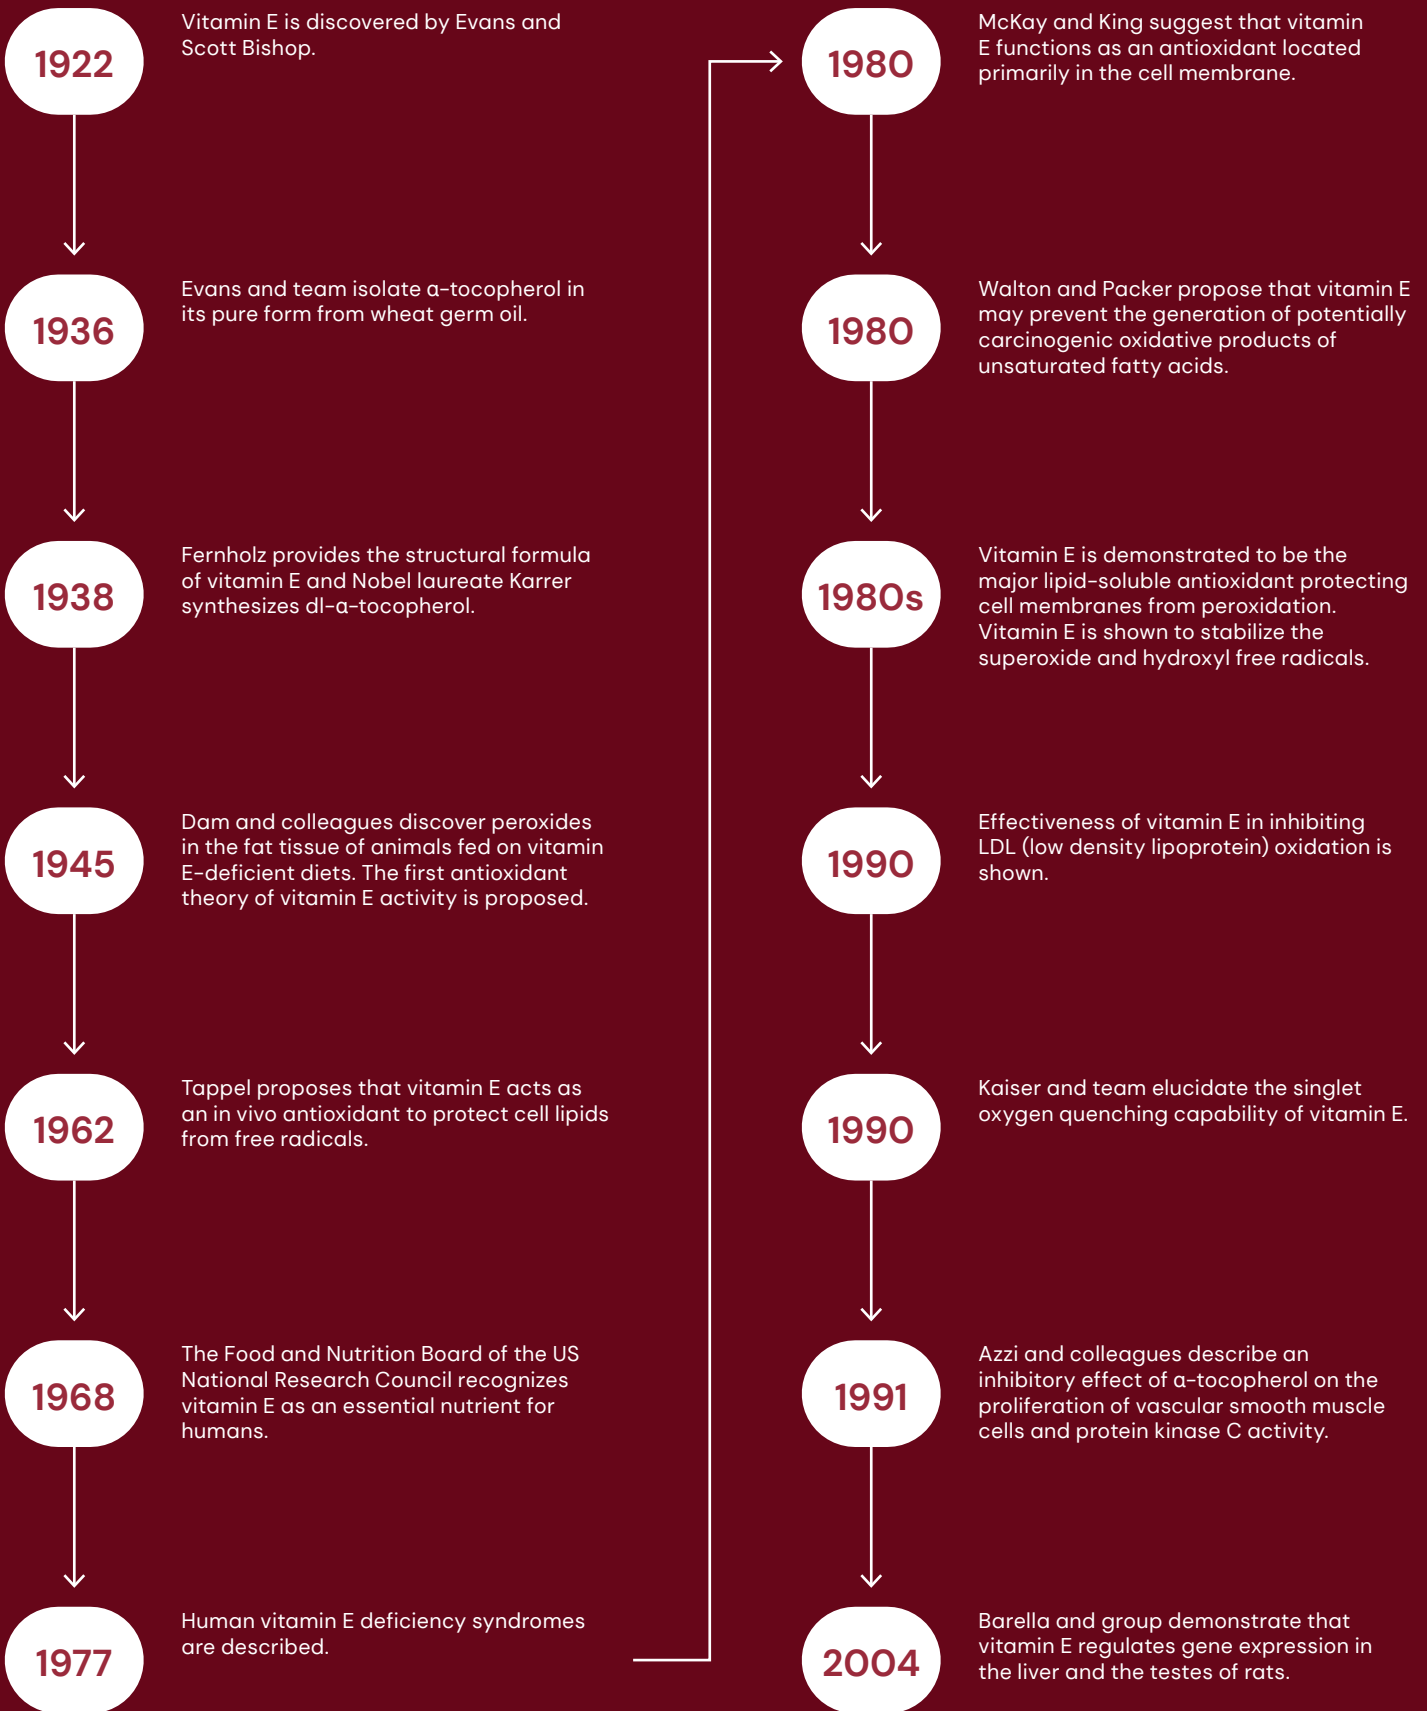 1922
Vitamin E is discovered by Evans and
Scott Bishop.
1936
Evans and team isolate α-tocopherol in
its pure form from wheat germ oil.
1938
Fernholz provides the structural formula
of vitamin E and Nobel laureate Karrer
synthesizes dl-α-tocopherol.
1945
Dam and colleagues discover peroxides
in the fat tissue of animals fed on vitamin
E-deficient diets. The first antioxidant
theory of vitamin E activity is proposed.
1962
Tappel proposes that vitamin E acts as
an in vivo antioxidant to protect cell lipids
from free radicals.
1968
The Food and Nutrition Board of the US
National Research Council recognizes
vitamin E as an essential nutrient for
humans.
1977
Human vitamin E deficiency syndromes
are described.
1980
McKay and King suggest that vitamin
E functions as an antioxidant located
primarily in the cell membrane.
1980
Walton and Packer propose that vitamin E
may prevent the generation of potentially
carcinogenic oxidative products of
unsaturated fatty acids.
1980s
Vitamin E is demonstrated to be the
major lipid-soluble antioxidant protecting
cell membranes from peroxidation.
Vitamin E is shown to stabilize the
superoxide and hydroxyl free radicals.
1990
Effectiveness of vitamin E in inhibiting
LDL (low density lipoprotein) oxidation is
shown.
1990
Kaiser and team elucidate the singlet
oxygen quenching capability of vitamin E.
1991
Azzi and colleagues describe an
inhibitory effect of α-tocopherol on the
proliferation of vascular smooth muscle
cells and protein kinase C activity.
2004
Barella and group demonstrate that
vitamin E regulates gene expression in
the liver and the testes of rats.